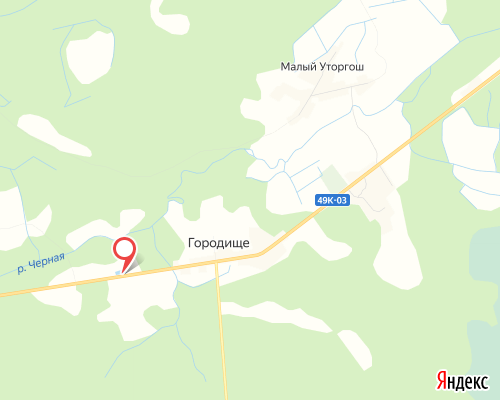 Малый Уторгош
49К-03
Городище
р. Черная
Яндекс